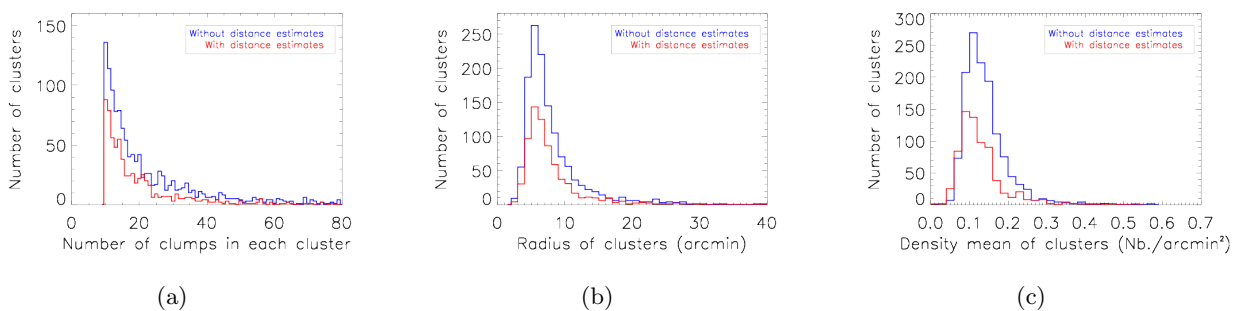 150
100
50
0
Number of clusters
Without distance estimates
With distance estimates
0 20 40 60 80
Number of clumps in each cluster
(a)
250
200
150
100
50
0
Number of clusters
Without distance estimates
With distance estimates
0 10 20 30 40
Radius of clusters (arcmin)
(b)
300
250
200
150
100
50
0
Number of clusters
Without distance estimates
With distance estimates
0.0 0.1 0.2 0.3 0.4 0.5 0.6 0.7
Density mean of clusters (Nb./arcmin²)
(c)